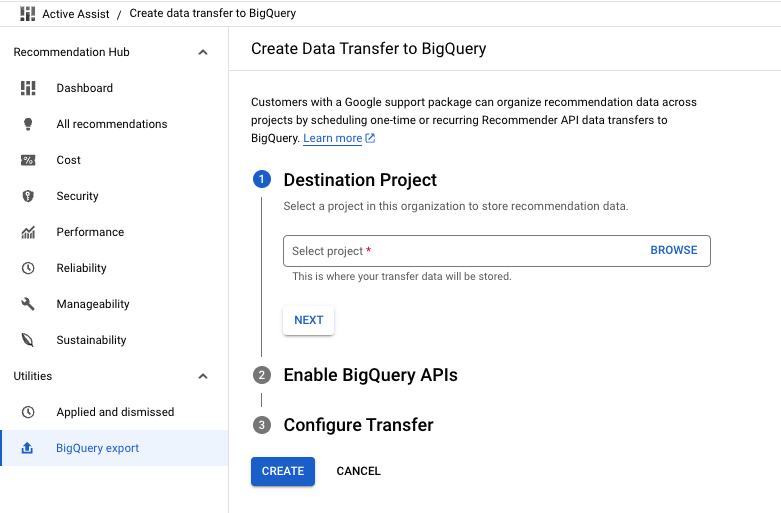 Active Assist / Create data transfer to BigQuery
Recommendation Hub
Dashboard
All recommendations
Cost
Security
Performance
Reliability
Manageability
Sustainability
Utilities
Applied and dismissed
BigQuery export
Create Data Transfer to BigQuery
Customers with a Google support package can organize recommendation data across
projects by scheduling one-time or recurring Recommender API data transfers to
BigQuery. Learn more
1 Destination Project
Select a project in this organization to store recommendation data.
Select project * BROWSE
This is where your transfer data will be stored.
NEXT
2 Enable BigQuery APIs
3 Configure Transfer
CREATE CANCEL